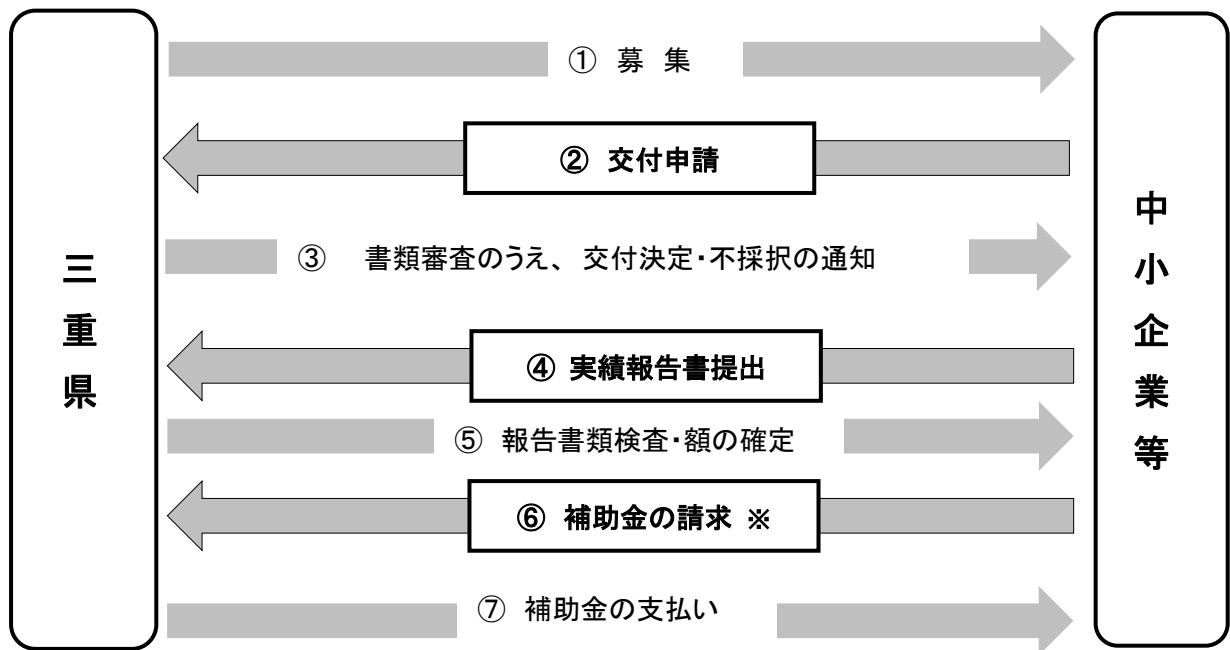 三重県
① 募 集
② 交付申請
③ 書類審査のうえ、交付決定・不採択の通知
④ 実績報告書提出
⑤ 報告書類検査・額の確定
⑥ 補助金の請求 ※
⑦ 補助金の支払い
中小企業等